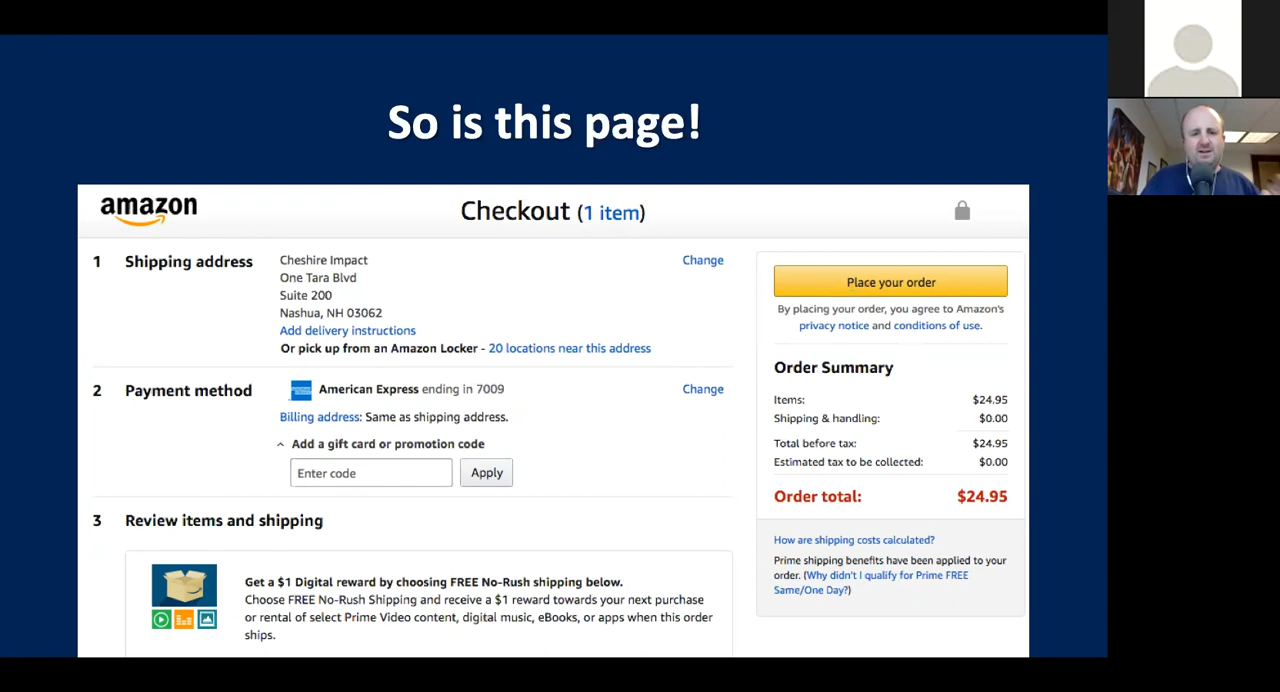 So is this page!
amazon
Checkout (1 item)
1 Shipping address
Cheshire Impact
One Tara Blvd
Suite 200
Nashua, NH 03062
Add delivery instructions
Or pick up from an Amazon Locker - 20 locations near this address
Change
2 Payment method
American Express ending in 7009
Change
Billing address: Same as shipping address.
Add a gift card or promotion code
Enter code
Apply
3 Review items and shipping
Get a $1 Digital reward by choosing FREE No-Rush shipping below.
Choose FREE No-Rush Shipping and receive a $1 reward towards your next purchase
or rental of select Prime Video content, digital music, eBooks, or apps when this order
ships.
Place your order
By placing your order, you agree to Amazon's
privacy notice and conditions of use.
Order Summary
Items: $24.95
Shipping & handling: $0.00
Total before tax: $24.95
Estimated tax to be collected: $0.00
Order total: $24.95
How are shipping costs calculated?
Prime shipping benefits have been applied to your
order. (Why didn't I qualify for Prime FREE
Same/One Day?)